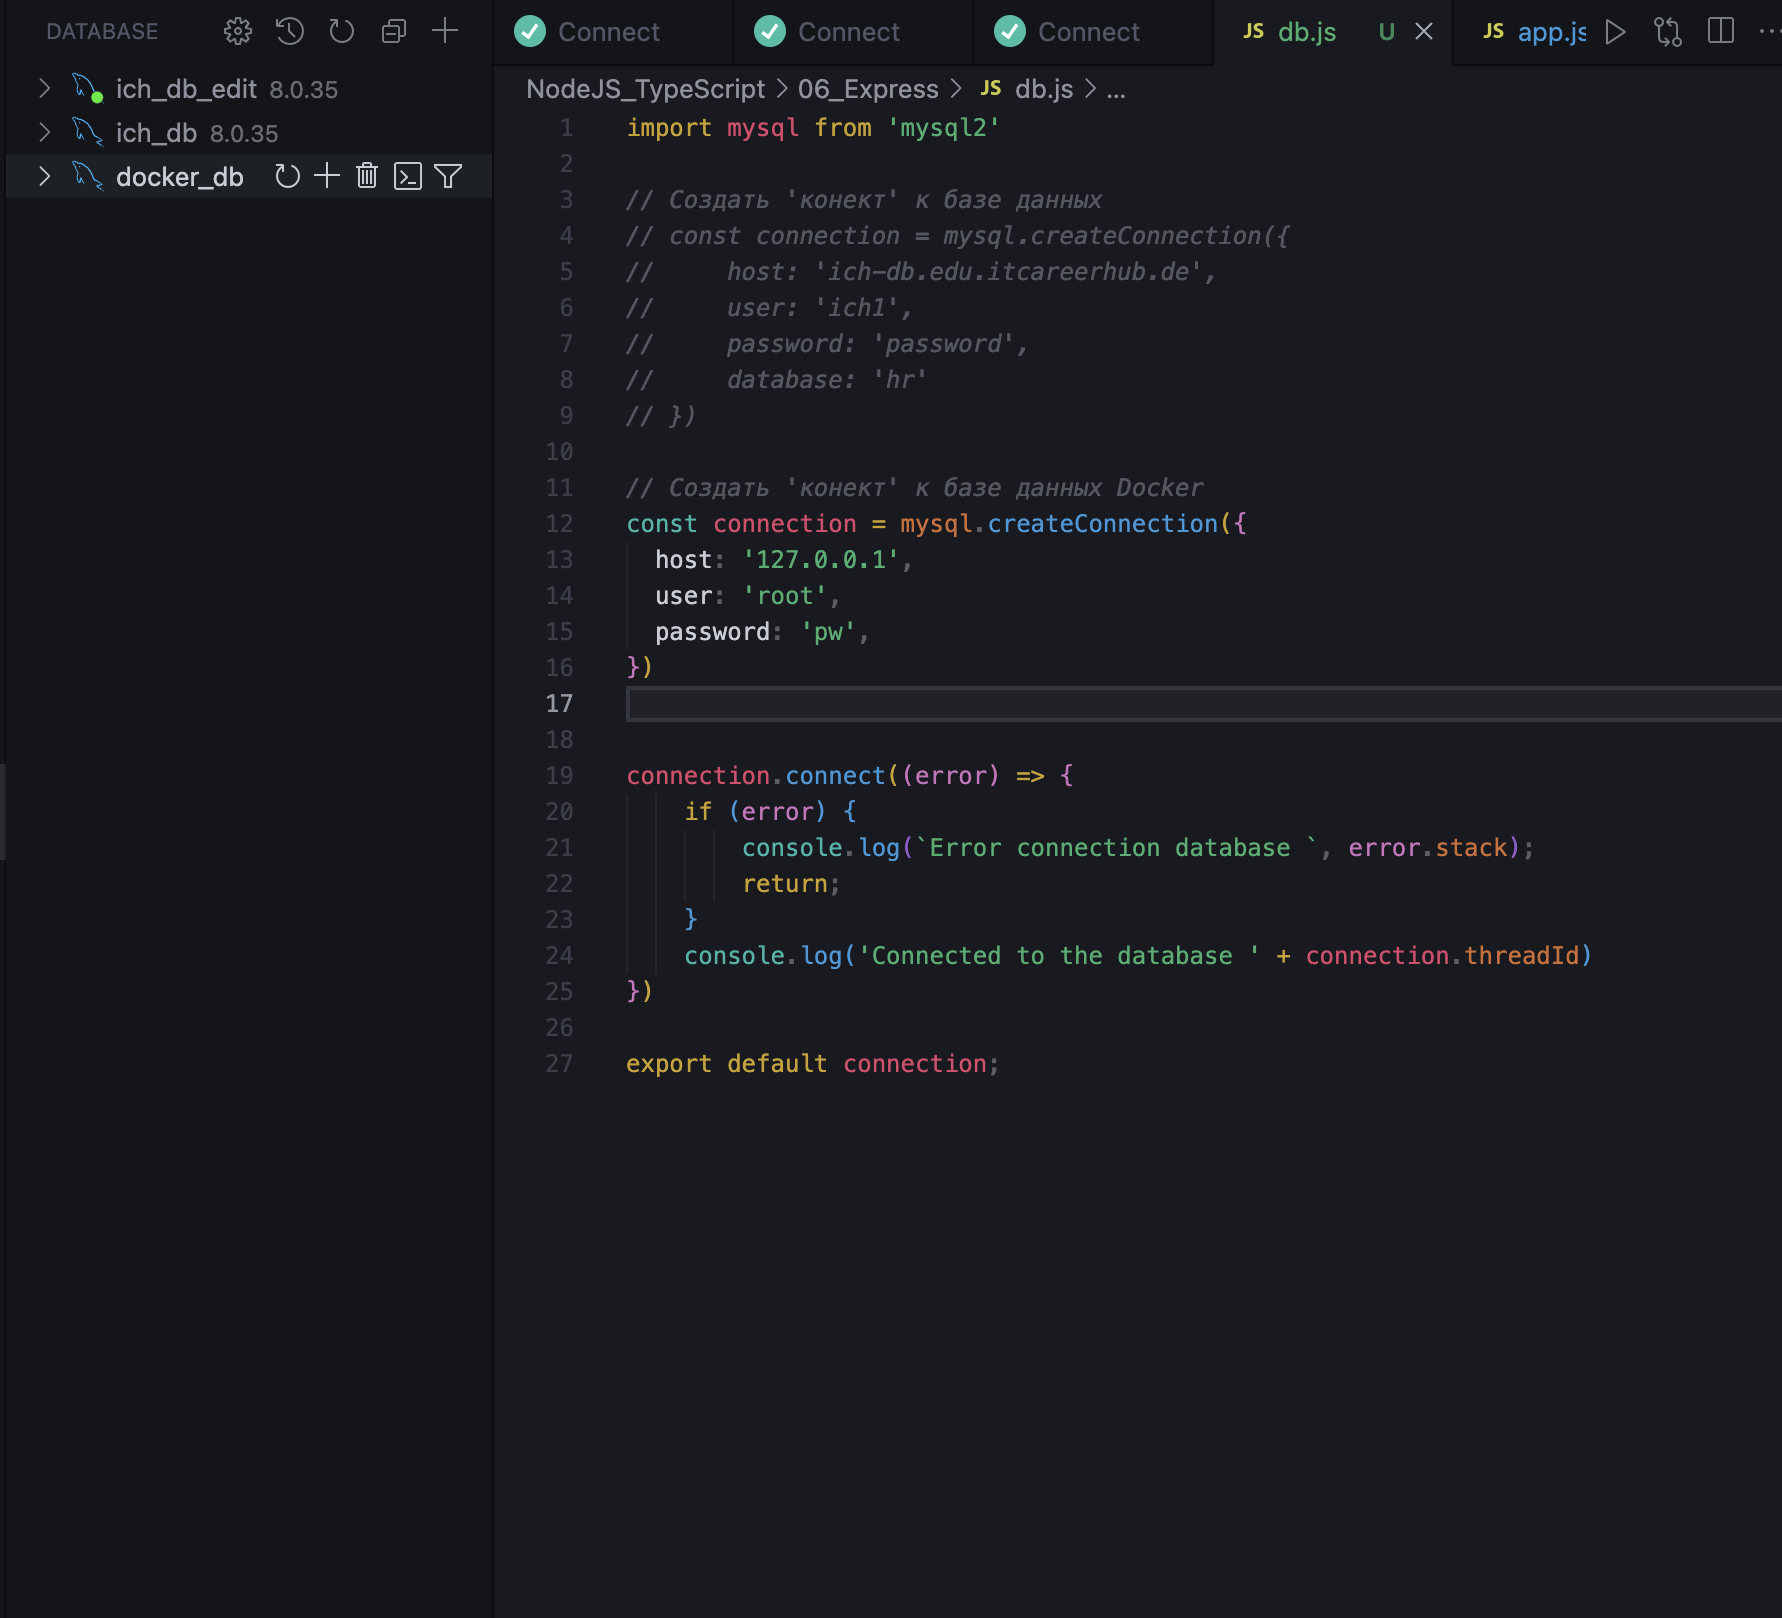 DATABASE
ich_db_edit 8.0.35
ich_db 8.0.35
docker_db
Connect
Connect
Connect
JS db.js U
JS app.js
NodeJS_TypeScript > 06_Express > JS db.js > ...
1 import mysql from 'mysql2'
2
3 // Создать 'конект' к базе данных
4 // const connection = mysql.createConnection({
5 //     host: 'ich-db.edu.itcareerhub.de',
6 //     user: 'ich1',
7 //     password: 'password',
8 //     database: 'hr'
9 // })
10
11 // Создать 'конект' к базе данных Docker
12 const connection = mysql.createConnection({
13   host: '127.0.0.1',
14   user: 'root',
15   password: 'pw',
16 })
17
18
19 connection.connect((error) => {
20     if (error) {
21         console.log(`Error connection database `, error.stack);
22         return;
23     }
24     console.log('Connected to the database ' + connection.threadId)
25 })
26
27 export default connection;